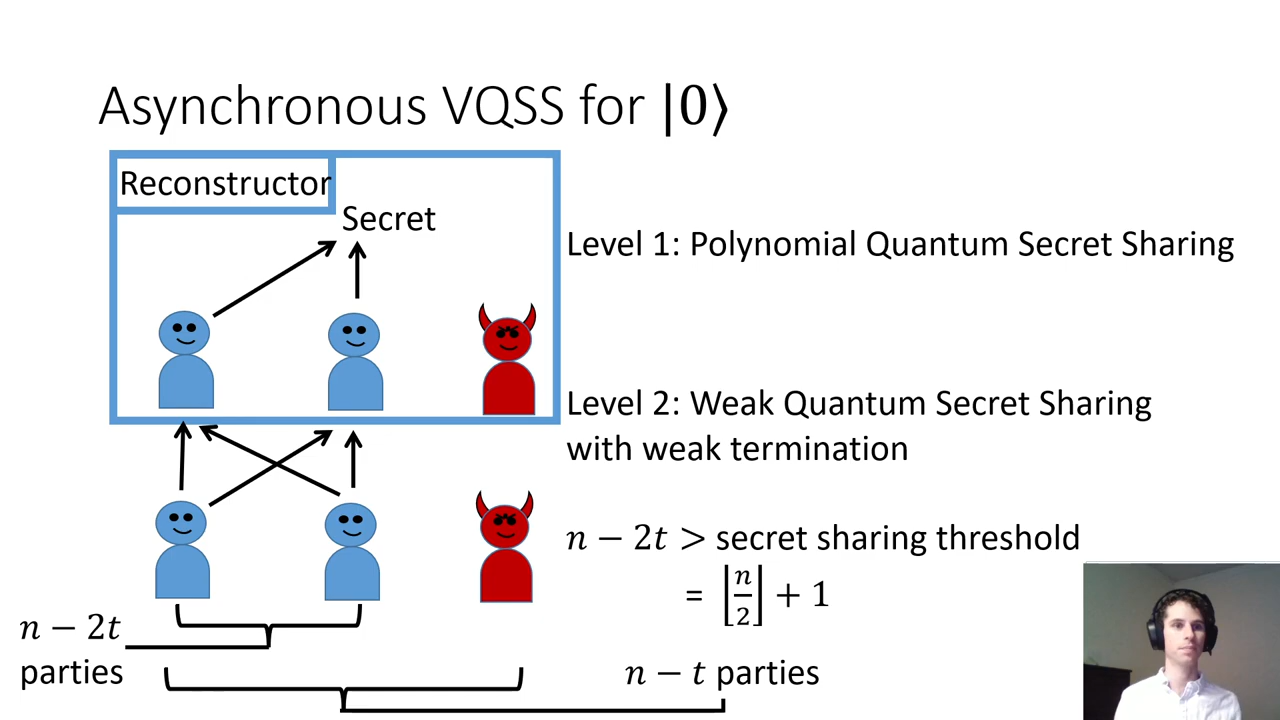 Asynchronous VQSS for |0⟩
Reconstructor
Secret
Level 1: Polynomial Quantum Secret Sharing
Level 2: Weak Quantum Secret Sharing
with weak termination
n − 2t > secret sharing threshold
= ⌊n/2⌋ + 1
n − 2t
parties
n − t parties